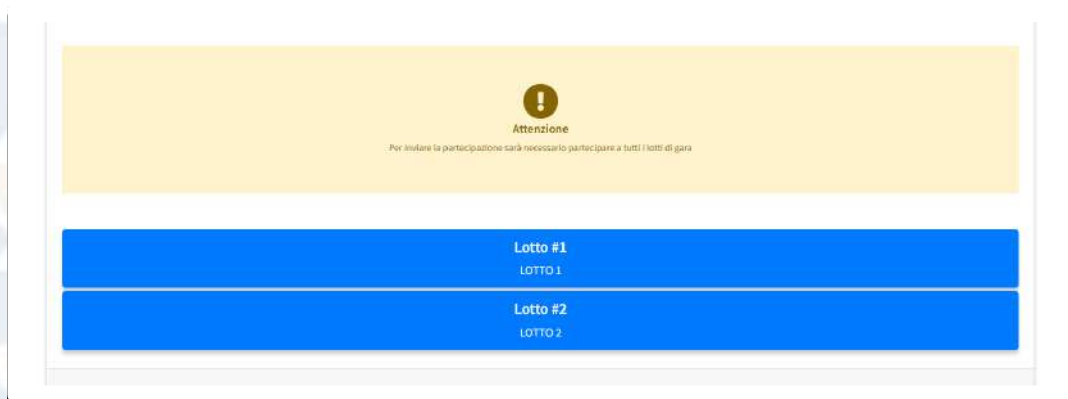 Attenzione
Per inviare la partecipazione sarà necessario partecipare a tutti i lotti di gara
Lotto #1
LOTTO 1
Lotto #2
LOTTO 2